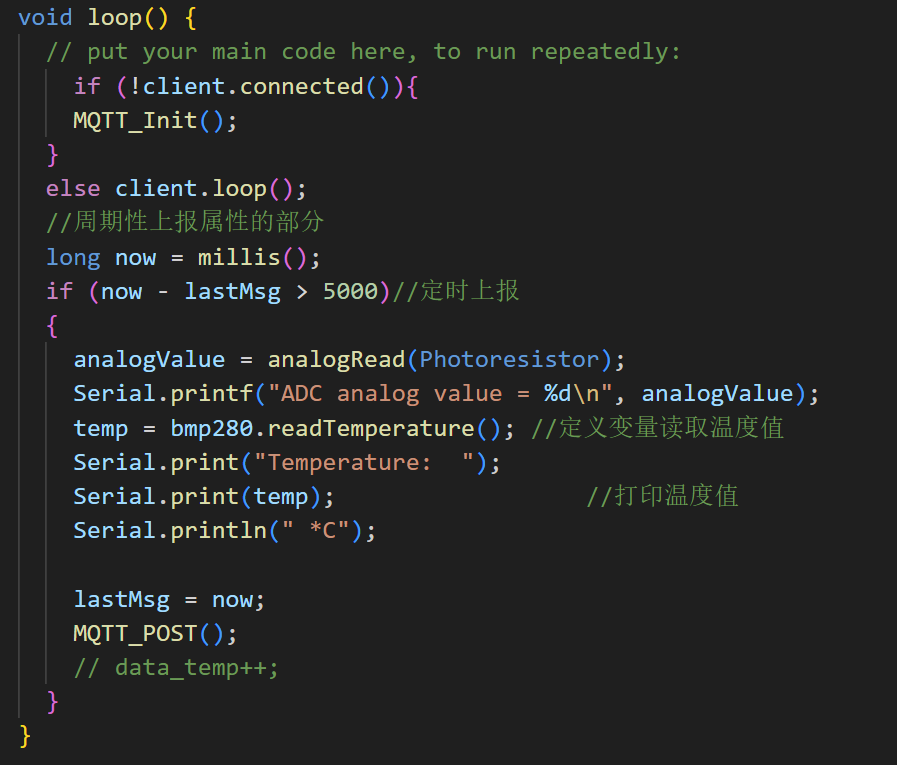 void loop() {
  // put your main code here, to run repeatedly:
    if (!client.connected()){
    MQTT_Init();
  }
  else client.loop();
  //周期性上报属性的部分
  long now = millis();
  if (now - lastMsg > 5000)//定时上报
  {
    analogValue = analogRead(Photoresistor);
    Serial.printf("ADC analog value = %d\n", analogValue);
    temp = bmp280.readTemperature(); //定义变量读取温度值
    Serial.print("Temperature:  ");
    Serial.print(temp);                  //打印温度值
    Serial.println(" *C");
    lastMsg = now;
    MQTT_POST();
    // data_temp++;
  }
}